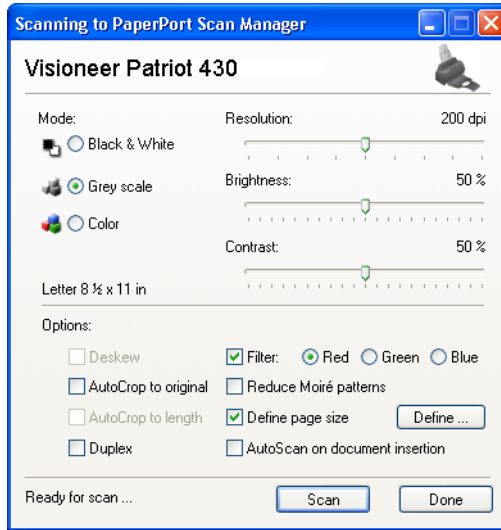 Scanning to PaperPort Scan Manager
Visioneer Patriot 430
Mode:
Black & White
Grey scale
Color
Letter 8 ½ x 11 in
Resolution: 200 dpi
Brightness: 50 %
Contrast: 50 %
Options:
Deskew
Filter: Red Green Blue
AutoCrop to original
Reduce Moiré patterns
AutoCrop to length
Define page size Define ...
Duplex
AutoScan on document insertion
Ready for scan ... Scan Done